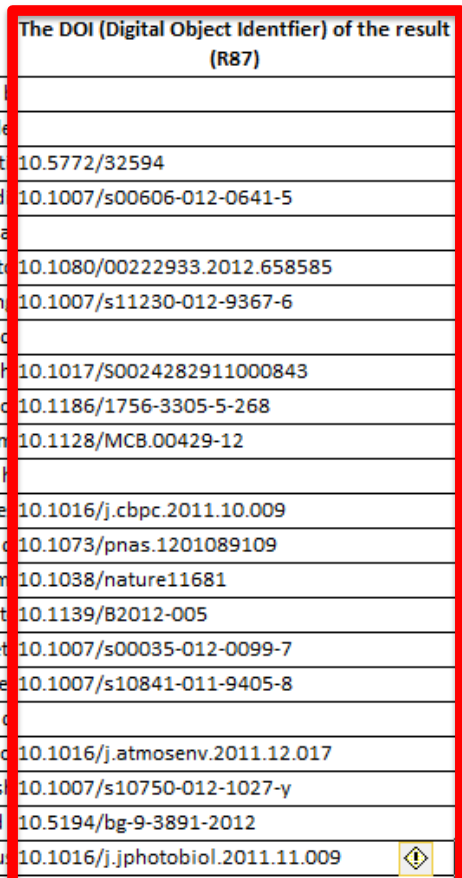 The DOI (Digital Object Identfier) of the result
(R87)
10.5772/32594
10.1007/s00606-012-0641-5
10.1080/00222933.2012.658585
10.1007/s11230-012-9367-6
10.1017/S0024282911000843
10.1186/1756-3305-5-268
10.1128/MCB.00429-12
10.1016/j.cbpc.2011.10.009
10.1073/pnas.1201089109
10.1038/nature11681
10.1139/B2012-005
10.1007/s00035-012-0099-7
10.1007/s10841-011-9405-8
10.1016/j.atmosenv.2011.12.017
10.1007/s10750-012-1027-y
10.5194/bg-9-3891-2012
10.1016/j.jphotobiol.2011.11.009